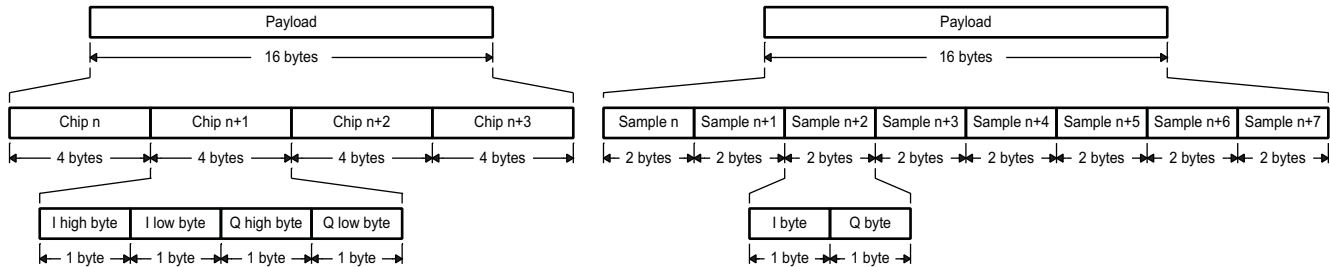 Payload
16 bytes
Chip n Chip n+1 Chip n+2 Chip n+3
4 bytes 4 bytes 4 bytes 4 bytes
I high byte I low byte Q high byte Q low byte
1 byte 1 byte 1 byte 1 byte
Payload
16 bytes
Sample n Sample n+1 Sample n+2 Sample n+3 Sample n+4 Sample n+5 Sample n+6 Sample n+7
2 bytes 2 bytes 2 bytes 2 bytes 2 bytes 2 bytes 2 bytes 2 bytes
I byte Q byte
1 byte 1 byte